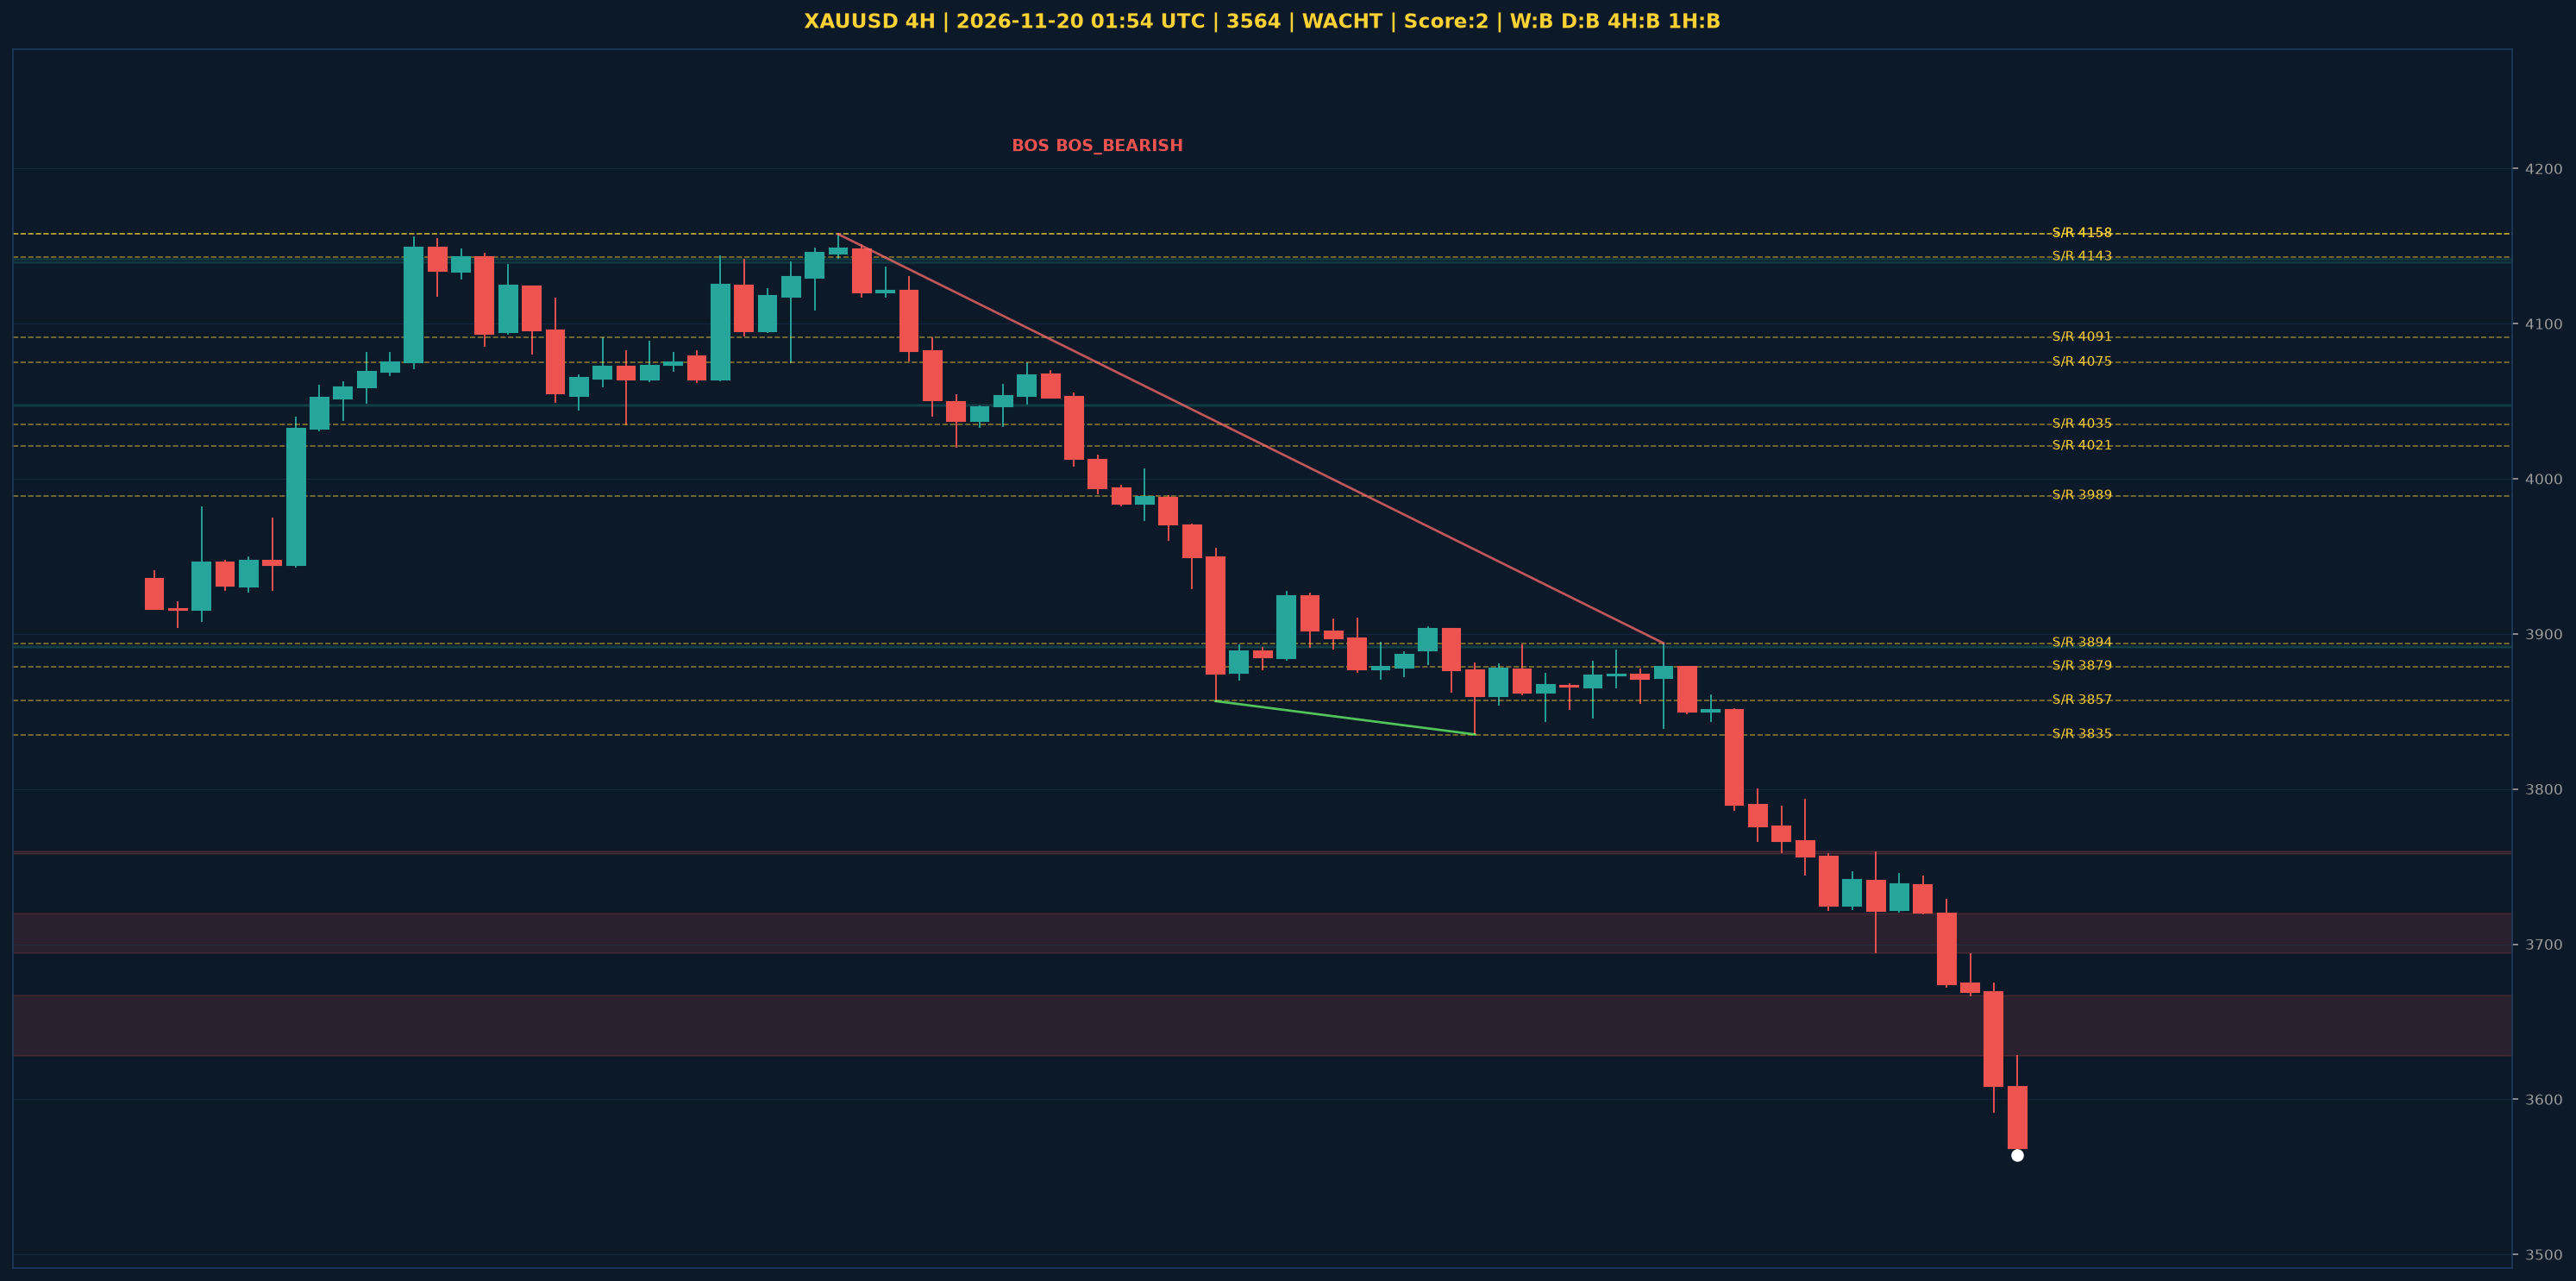 XAUUSD 4H | 2026-11-20 01:54 UTC | 3564 | WACHT | Score:2 | W:B D:B 4H:B 1H:B
BOS BOS_BEARISH
4200
S/R 4158
S/R 4143
4100
S/R 4091
S/R 4075
S/R 4035
S/R 4021
4000
S/R 3989
3900
S/R 3894
S/R 3879
S/R 3857
S/R 3835
3800
3700
3600
3500